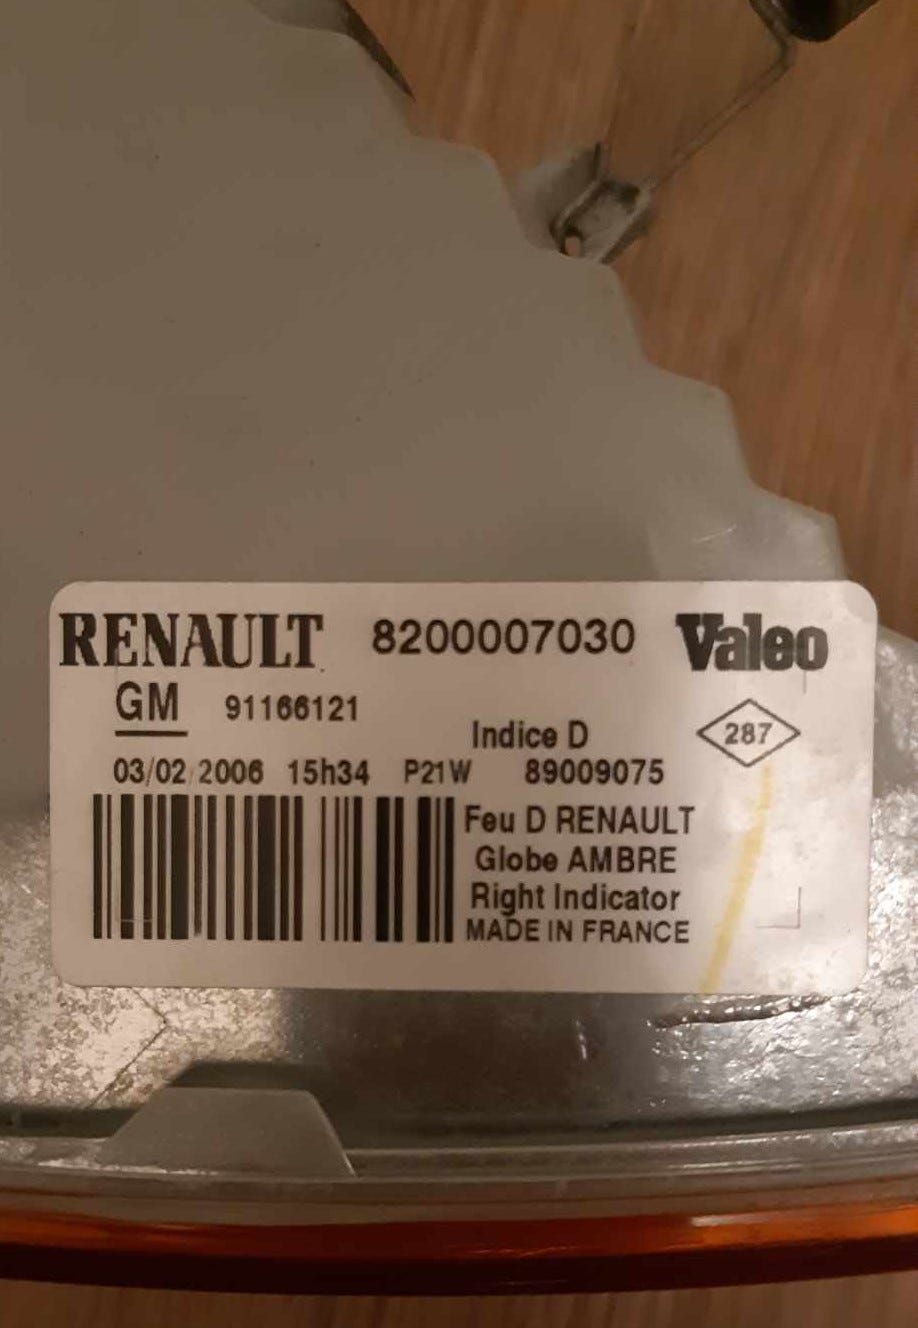 RENAULT 8200007030 Valeo
GM 91166121
Indice D 287
03/02/2006 15h34 P21W 89009075
Feu D RENAULT
Globe AMBRE
Right Indicator
MADE IN FRANCE